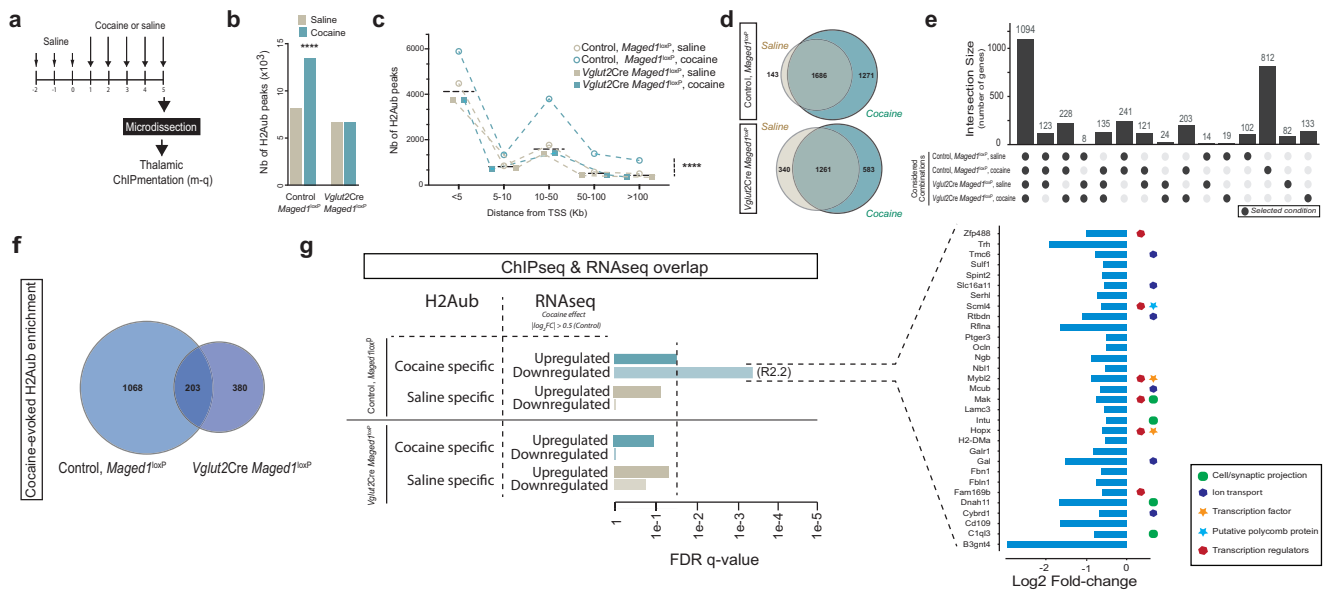 a
Cocaine or saline
Saline
-2 -1 0 1 2 3 4 5
Microdissection
Thalamic
ChIPmentation (m-q)
b
Saline
Cocaine
****
Nb of H2Aub peaks (x10³)
15
10
5
0
Control
Maged1loxP
Vglut2Cre
Maged1loxP
c
Nb of H2Aub peaks
6000
4000
2000
0
<5 5-10 10-50 50-100 >100
Distance from TSS (Kb)
Control, Maged1loxP, saline
Control, Maged1loxP, cocaine
Vglut2Cre Maged1loxP, saline
Vglut2Cre Maged1loxP, cocaine
****
d
Control, Maged1loxP
Saline
143 1686 1271
Cocaine
Vglut2Cre Maged1loxP
Saline
340 1261 583
Cocaine
e
Intersection Size
(number of genes)
1000
500
0
1094 123 228 8 135 241 121 24 203 14 19 102 812 82 133
Considered
Combinations
Control, Maged1loxP, saline
Control, Maged1loxP, cocaine
Vglut2Cre Maged1loxP, saline
Vglut2Cre Maged1loxP, cocaine
Selected condition
f
Cocaine-evoked H2Aub enrichment
1068 203 380
Control, Maged1loxP
Vglut2Cre Maged1loxP
g
ChIPseq & RNAseq overlap
H2Aub
RNAseq
Cocaine effect
|log2FC| > 0.5 (Control)
Control, Maged1loxP
Cocaine specific
Upregulated
Downregulated
(R2.2)
Saline specific
Upregulated
Downregulated
Vglut2Cre Maged1loxP
Cocaine specific
Upregulated
Downregulated
Saline specific
Upregulated
Downregulated
1 1e-1 1e-2 1e-3 1e-4 1e-5
FDR q-value
Zfp488
Trh
Tmc6
Sulf1
Spint2
Slc16a11
Serhl
Scml4
Rtbdn
Rflna
Ptger3
Ocln
Ngb
Nbl1
Mybl2
Mcub
Mak
Lamc3
Intu
Hopx
H2-DMa
Galr1
Gal
Fbn1
Fbln1
Fam169b
Dnah11
Cybrd1
Cd109
C1ql3
B3gnt4
-2 -1 0
Log2 Fold-change
Cell/synaptic projection
Ion transport
Transcription factor
Putative polycomb protein
Transcription regulators